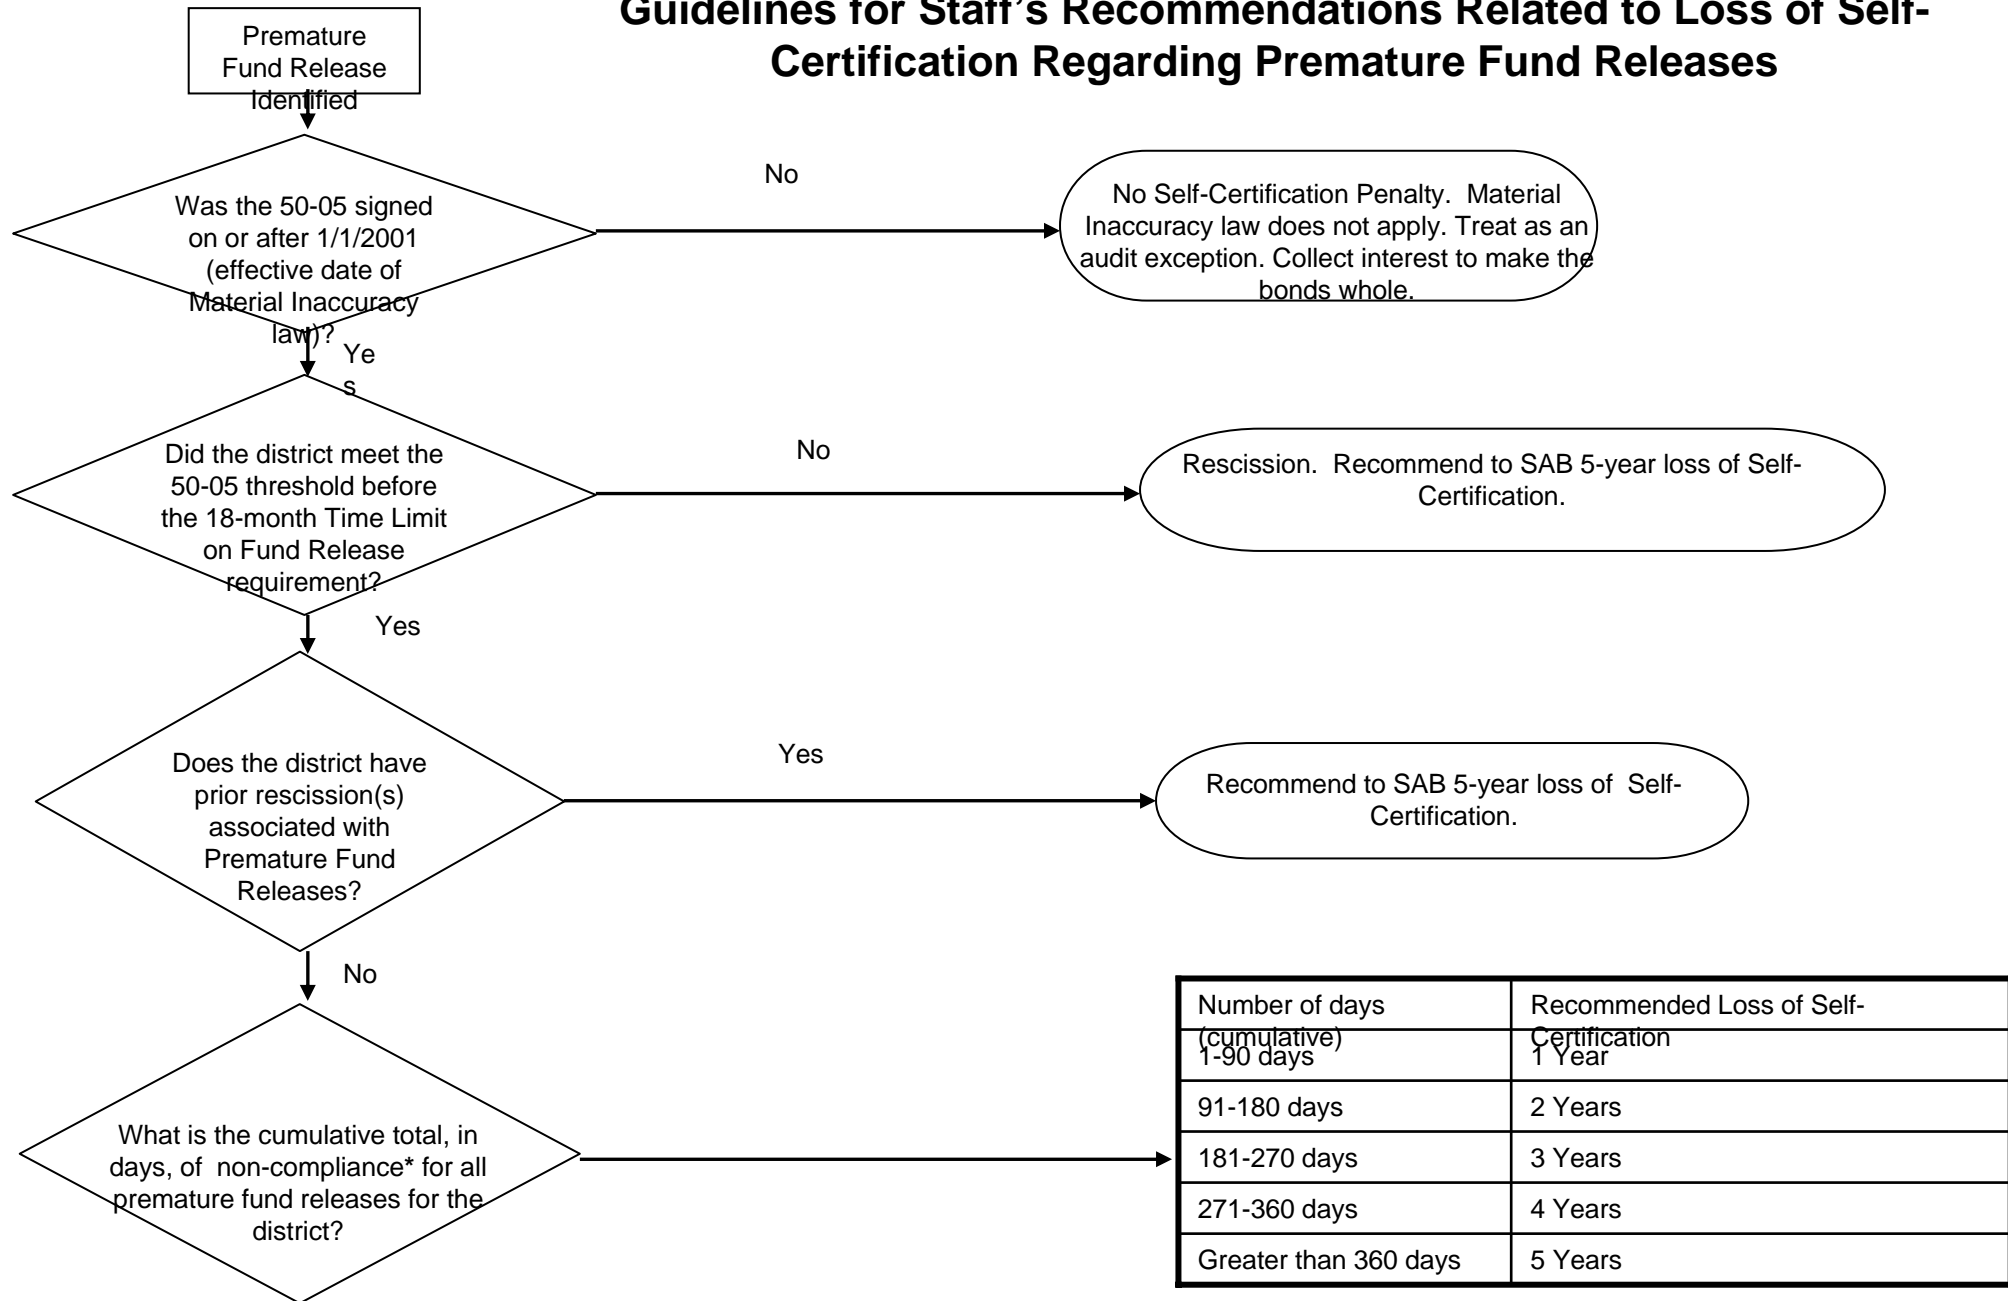 Guidelines for Staff's Recommendations Related to Loss of Self-
Certification Regarding Premature Fund Releases
Premature
Fund Release
Identified
Was the 50-05 signed
on or after 1/1/2001
(effective date of
Material Inaccuracy
law)?
No
No Self-Certification Penalty.  Material
Inaccuracy law does not apply. Treat as an
audit exception. Collect interest to make the
bonds whole.
Ye
s
Did the district meet the
50-05 threshold before
the 18-month Time Limit
on Fund Release
requirement?
No
Rescission.  Recommend to SAB 5-year loss of Self-
Certification.
Yes
Does the district have
prior rescission(s)
associated with
Premature Fund
Releases?
Yes
Recommend to SAB 5-year loss of  Self-
Certification.
No
What is the cumulative total, in
days, of  non-compliance* for all
premature fund releases for the
district?
Number of days
(cumulative)
Recommended Loss of Self-
Certification
1-90 days
1 Year
91-180 days
2 Years
181-270 days
3 Years
271-360 days
4 Years
Greater than 360 days
5 Years